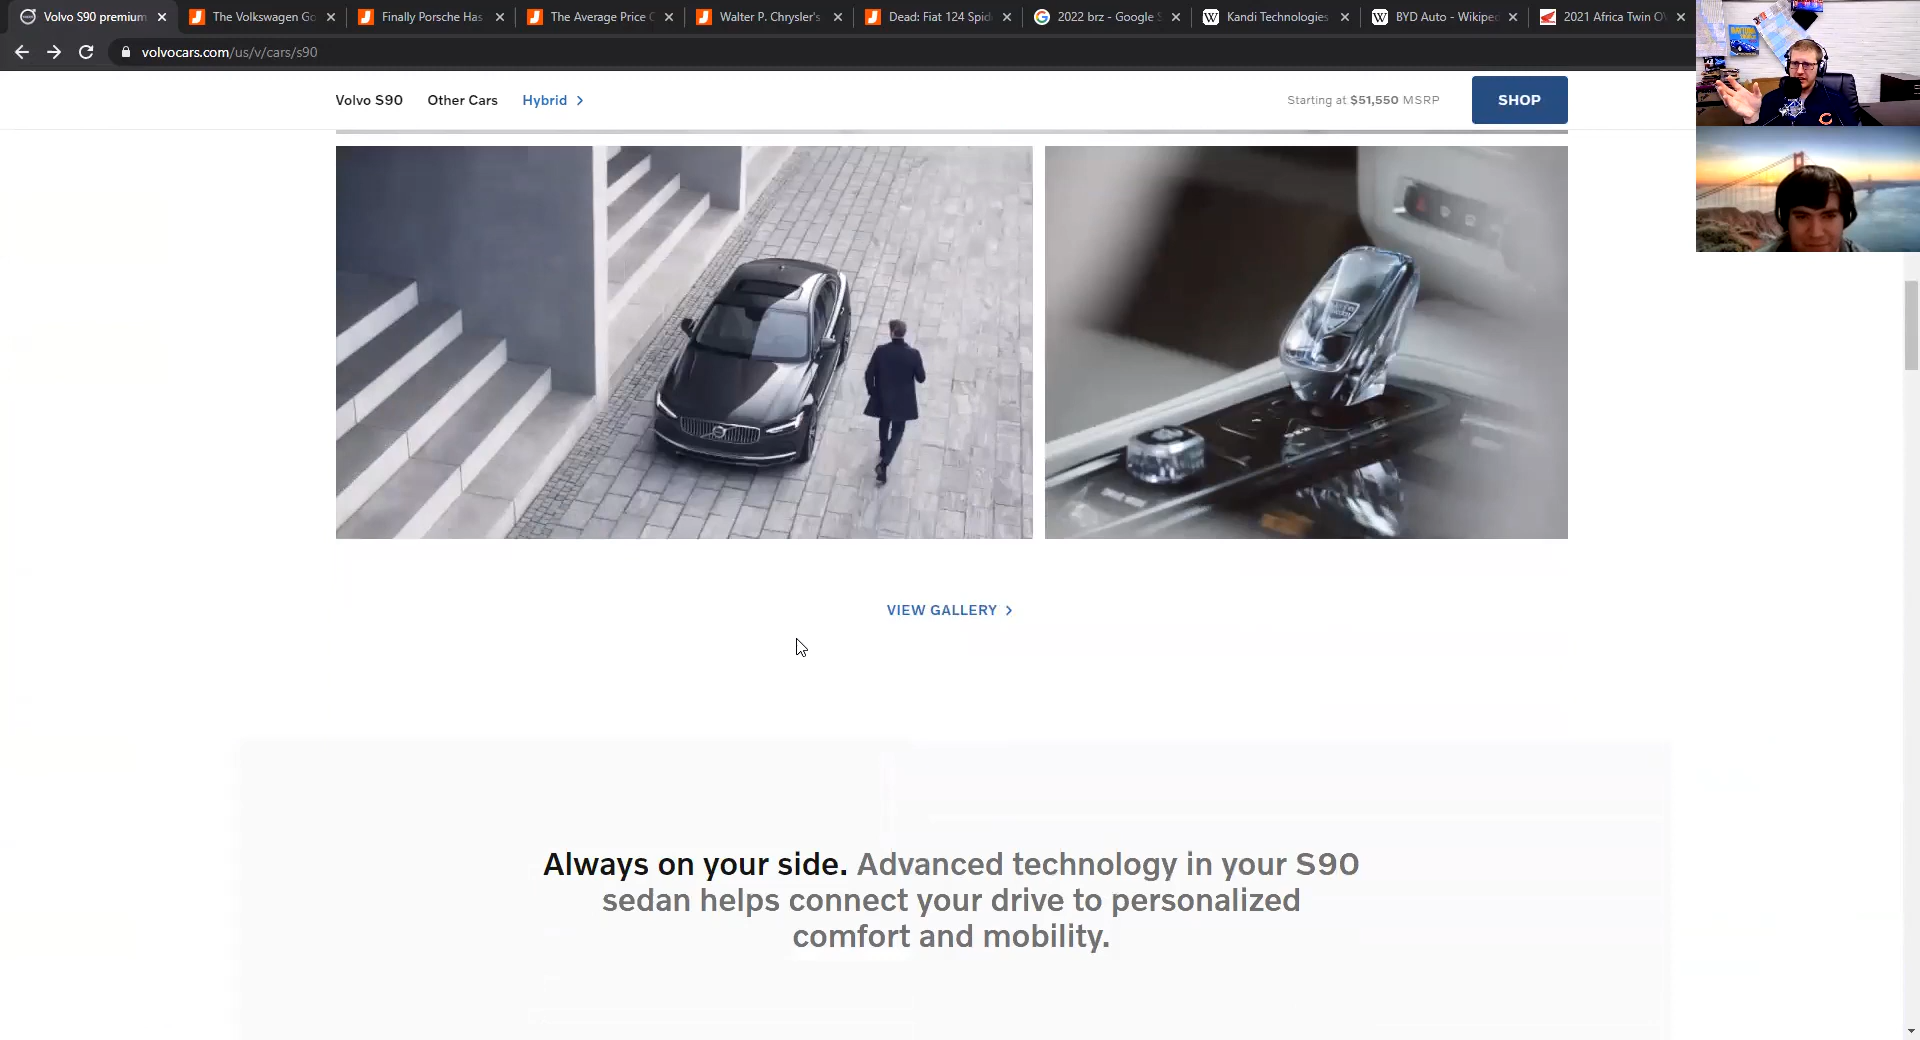 Volvo S90 premium
The Volkswagen Go
Finally Porsche Has
The Average Price
Walter P. Chrysler's
Dead: Fiat 124 Spid
2022 brz - Google
Kandi Technologies
BYD Auto - Wikiped
2021 Africa Twin
volvocars.com/us/v/cars/s90
Volvo S90 Other Cars Hybrid >
Starting at $51,550 MSRP
SHOP
VIEW GALLERY >
Always on your side. Advanced technology in your S90
sedan helps connect your drive to personalized
comfort and mobility.